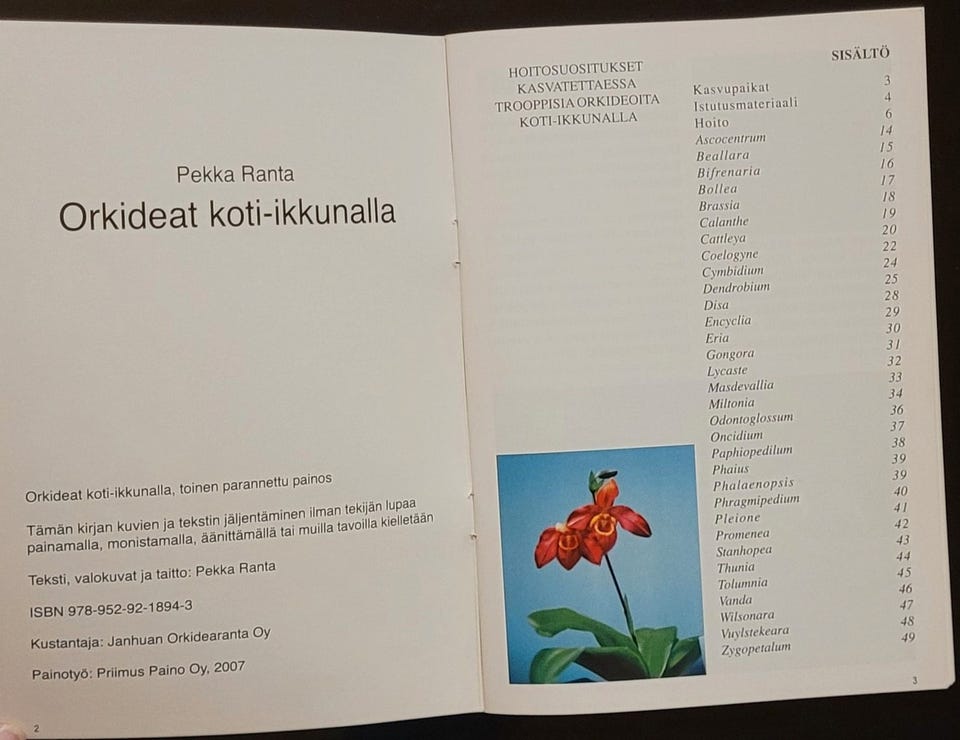 Pekka Ranta
Orkideat koti-ikkunalla
Orkideat koti-ikkunalla, toinen parannettu painos
Tämän kirjan kuvien ja tekstin jäljentäminen ilman tekijän lupaa
painamalla, monistamalla, äänittämällä tai muilla tavoilla kielletään
Teksti, valokuvat ja taitto: Pekka Ranta
ISBN 978-952-92-1894-3
Kustantaja: Janhuan Orkidearanta Oy
Painotyö: Priimus Paino Oy, 2007
2
HOITOSUOSITUKSET
KASVATETTAESSA
TROOPPISIA ORKIDEOITA
KOTI-IKKUNALLA
SISÄLTÖ
Kasvupaikat 3
Istutusmateriaali 4
Hoito 6
Ascocentrum 14
Beallara 15
Bifrenaria 16
Bollea 17
Brassia 18
Calanthe 19
Cattleya 20
Coelogyne 22
Cymbidium 24
Dendrobium 25
Disa 28
Encyclia 29
Eria 30
Gongora 31
Lycaste 32
Masdevallia 33
Miltonia 34
Odontoglossum 36
Oncidium 37
Paphiopedilum 38
Phaius 39
Phalaenopsis 39
Phragmipedium 40
Pleione 41
Promenea 42
Stanhopea 43
Thunia 44
Tolumnia 45
Vanda 46
Wilsonara 47
Vuylstekeara 48
Zygopetalum 49
3